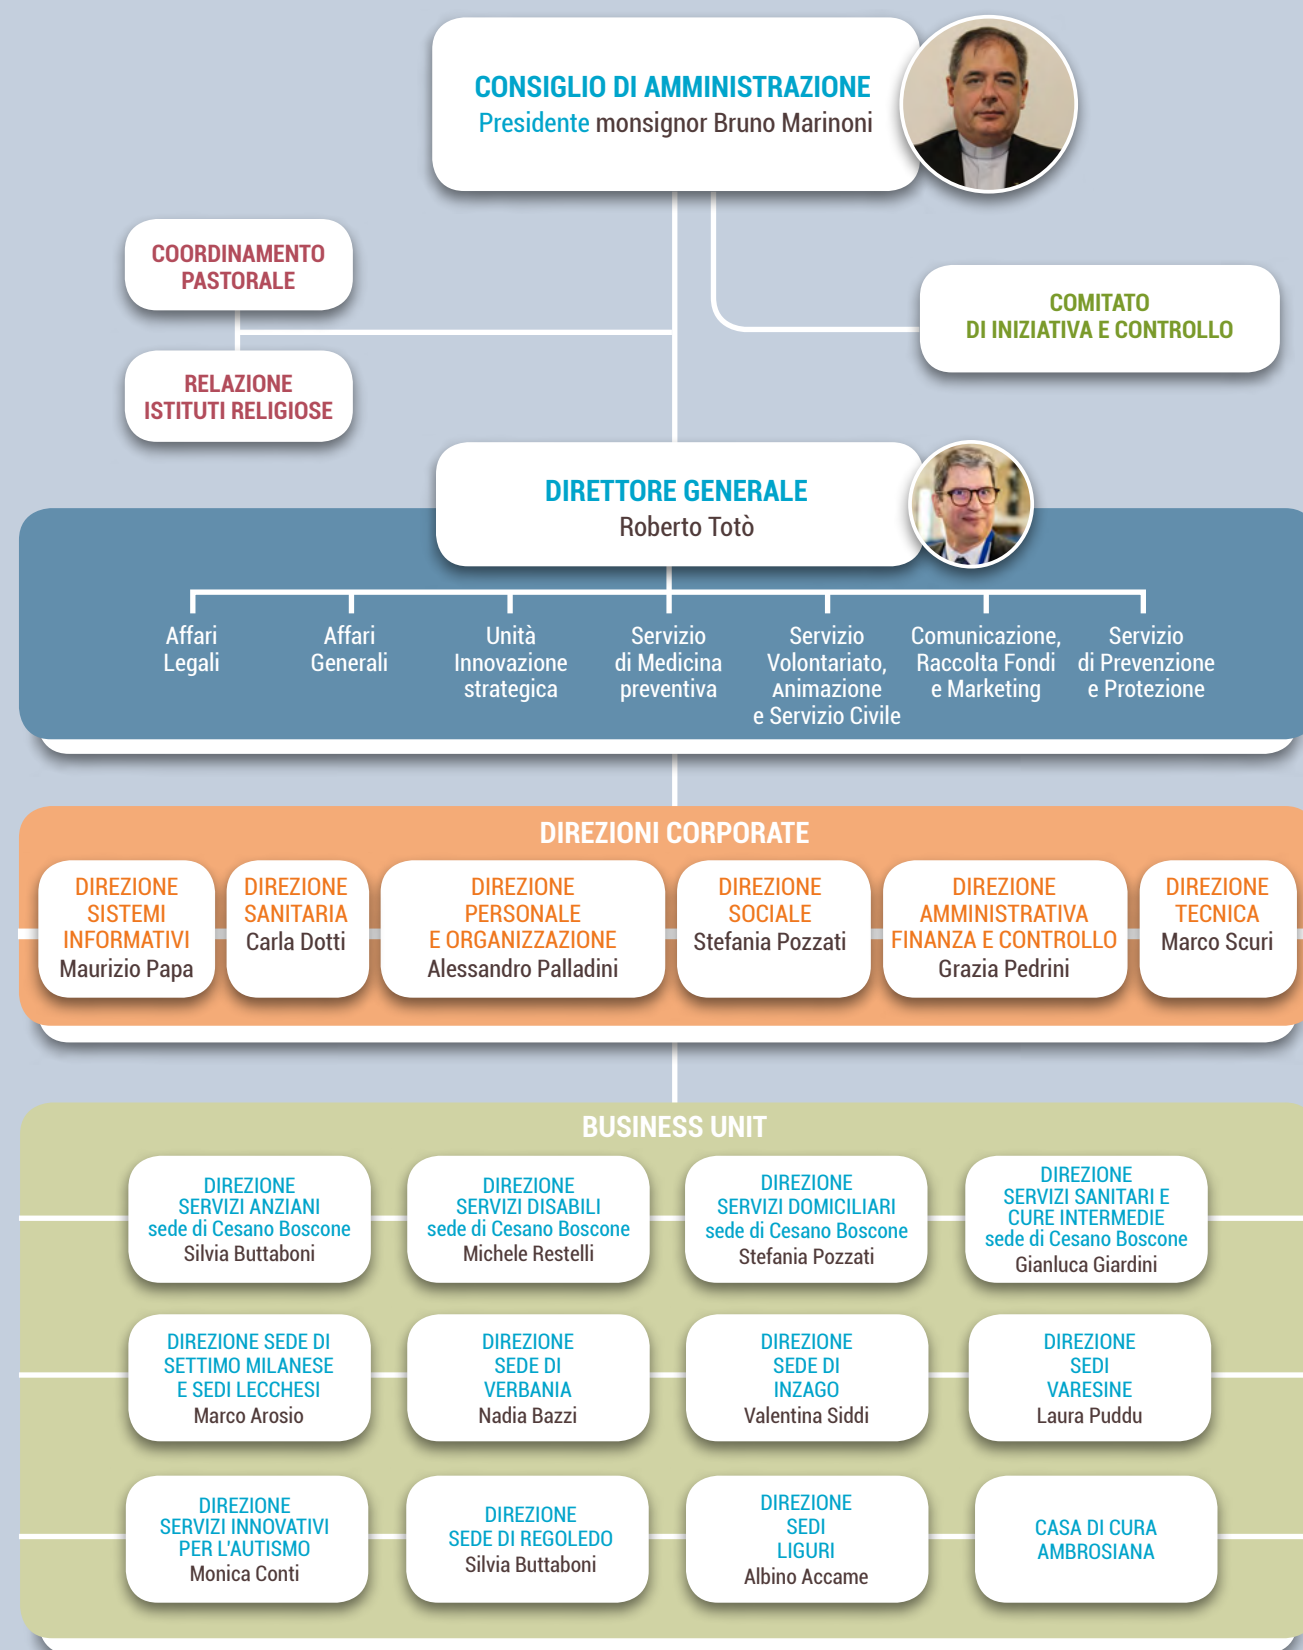 CONSIGLIO DI AMMINISTRAZIONE
Presidente monsignor Bruno Marinoni
COORDINAMENTO
PASTORALE
COMITATO
DI INIZIATIVA E CONTROLLO
RELAZIONE
ISTITUTI RELIGIOSE
DIRETTORE GENERALE
Roberto Totò
Affari
Legali
Affari
Generali
Unità
Innovazione
strategica
Servizio
di Medicina
preventiva
Servizio
Volontariato,
Animazione
e Servizio Civile
Comunicazione,
Raccolta Fondi
e Marketing
Servizio
di Prevenzione
e Protezione
DIREZIONI CORPORATE
DIREZIONE
SISTEMI
INFORMATIVI
Maurizio Papa
DIREZIONE
SANITARIA
Carla Dotti
DIREZIONE
PERSONALE
E ORGANIZZAZIONE
Alessandro Palladini
DIREZIONE
SOCIALE
Stefania Pozzati
DIREZIONE
AMMINISTRATIVA
FINANZA E CONTROLLO
Grazia Pedrini
DIREZIONE
TECNICA
Marco Scuri
BUSINESS UNIT
DIREZIONE
SERVIZI ANZIANI
sede di Cesano Boscone
Silvia Buttaboni
DIREZIONE
SERVIZI DISABILI
sede di Cesano Boscone
Michele Restelli
DIREZIONE
SERVIZI DOMICILIARI
sede di Cesano Boscone
Stefania Pozzati
DIREZIONE
SERVIZI SANITARI E
CURE INTERMEDIE
sede di Cesano Boscone
Gianluca Giardini
DIREZIONE SEDE DI
SETTIMO MILANESE
E SEDI LECCHESI
Marco Arosio
DIREZIONE
SEDE DI
VERBANIA
Nadia Bazzi
DIREZIONE
SEDE DI
INZAGO
Valentina Siddi
DIREZIONE
SEDI
VARESINE
Laura Puddu
DIREZIONE
SERVIZI INNOVATIVI
PER L'AUTISMO
Monica Conti
DIREZIONE
SEDE DI REGOLEDO
Silvia Buttaboni
DIREZIONE
SEDI
LIGURI
Albino Accame
CASA DI CURA
AMBROSIANA